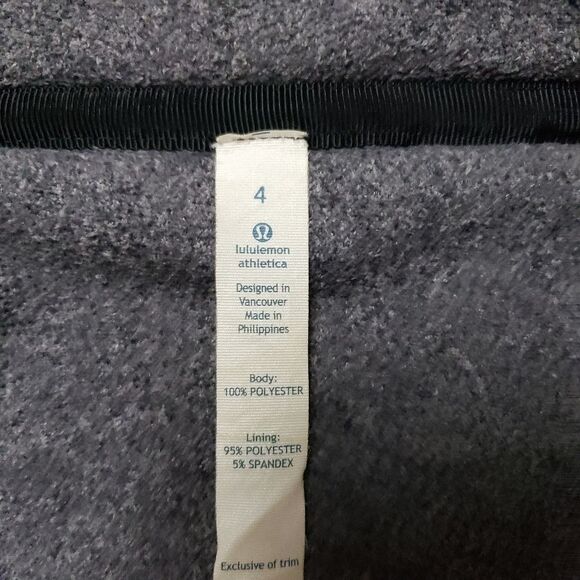 4
lululemon
athletica
Designed in
Vancouver
Made in
Philippines
Body:
100% POLYESTER
Lining:
95% POLYESTER
5% SPANDEX
Exclusive of trim